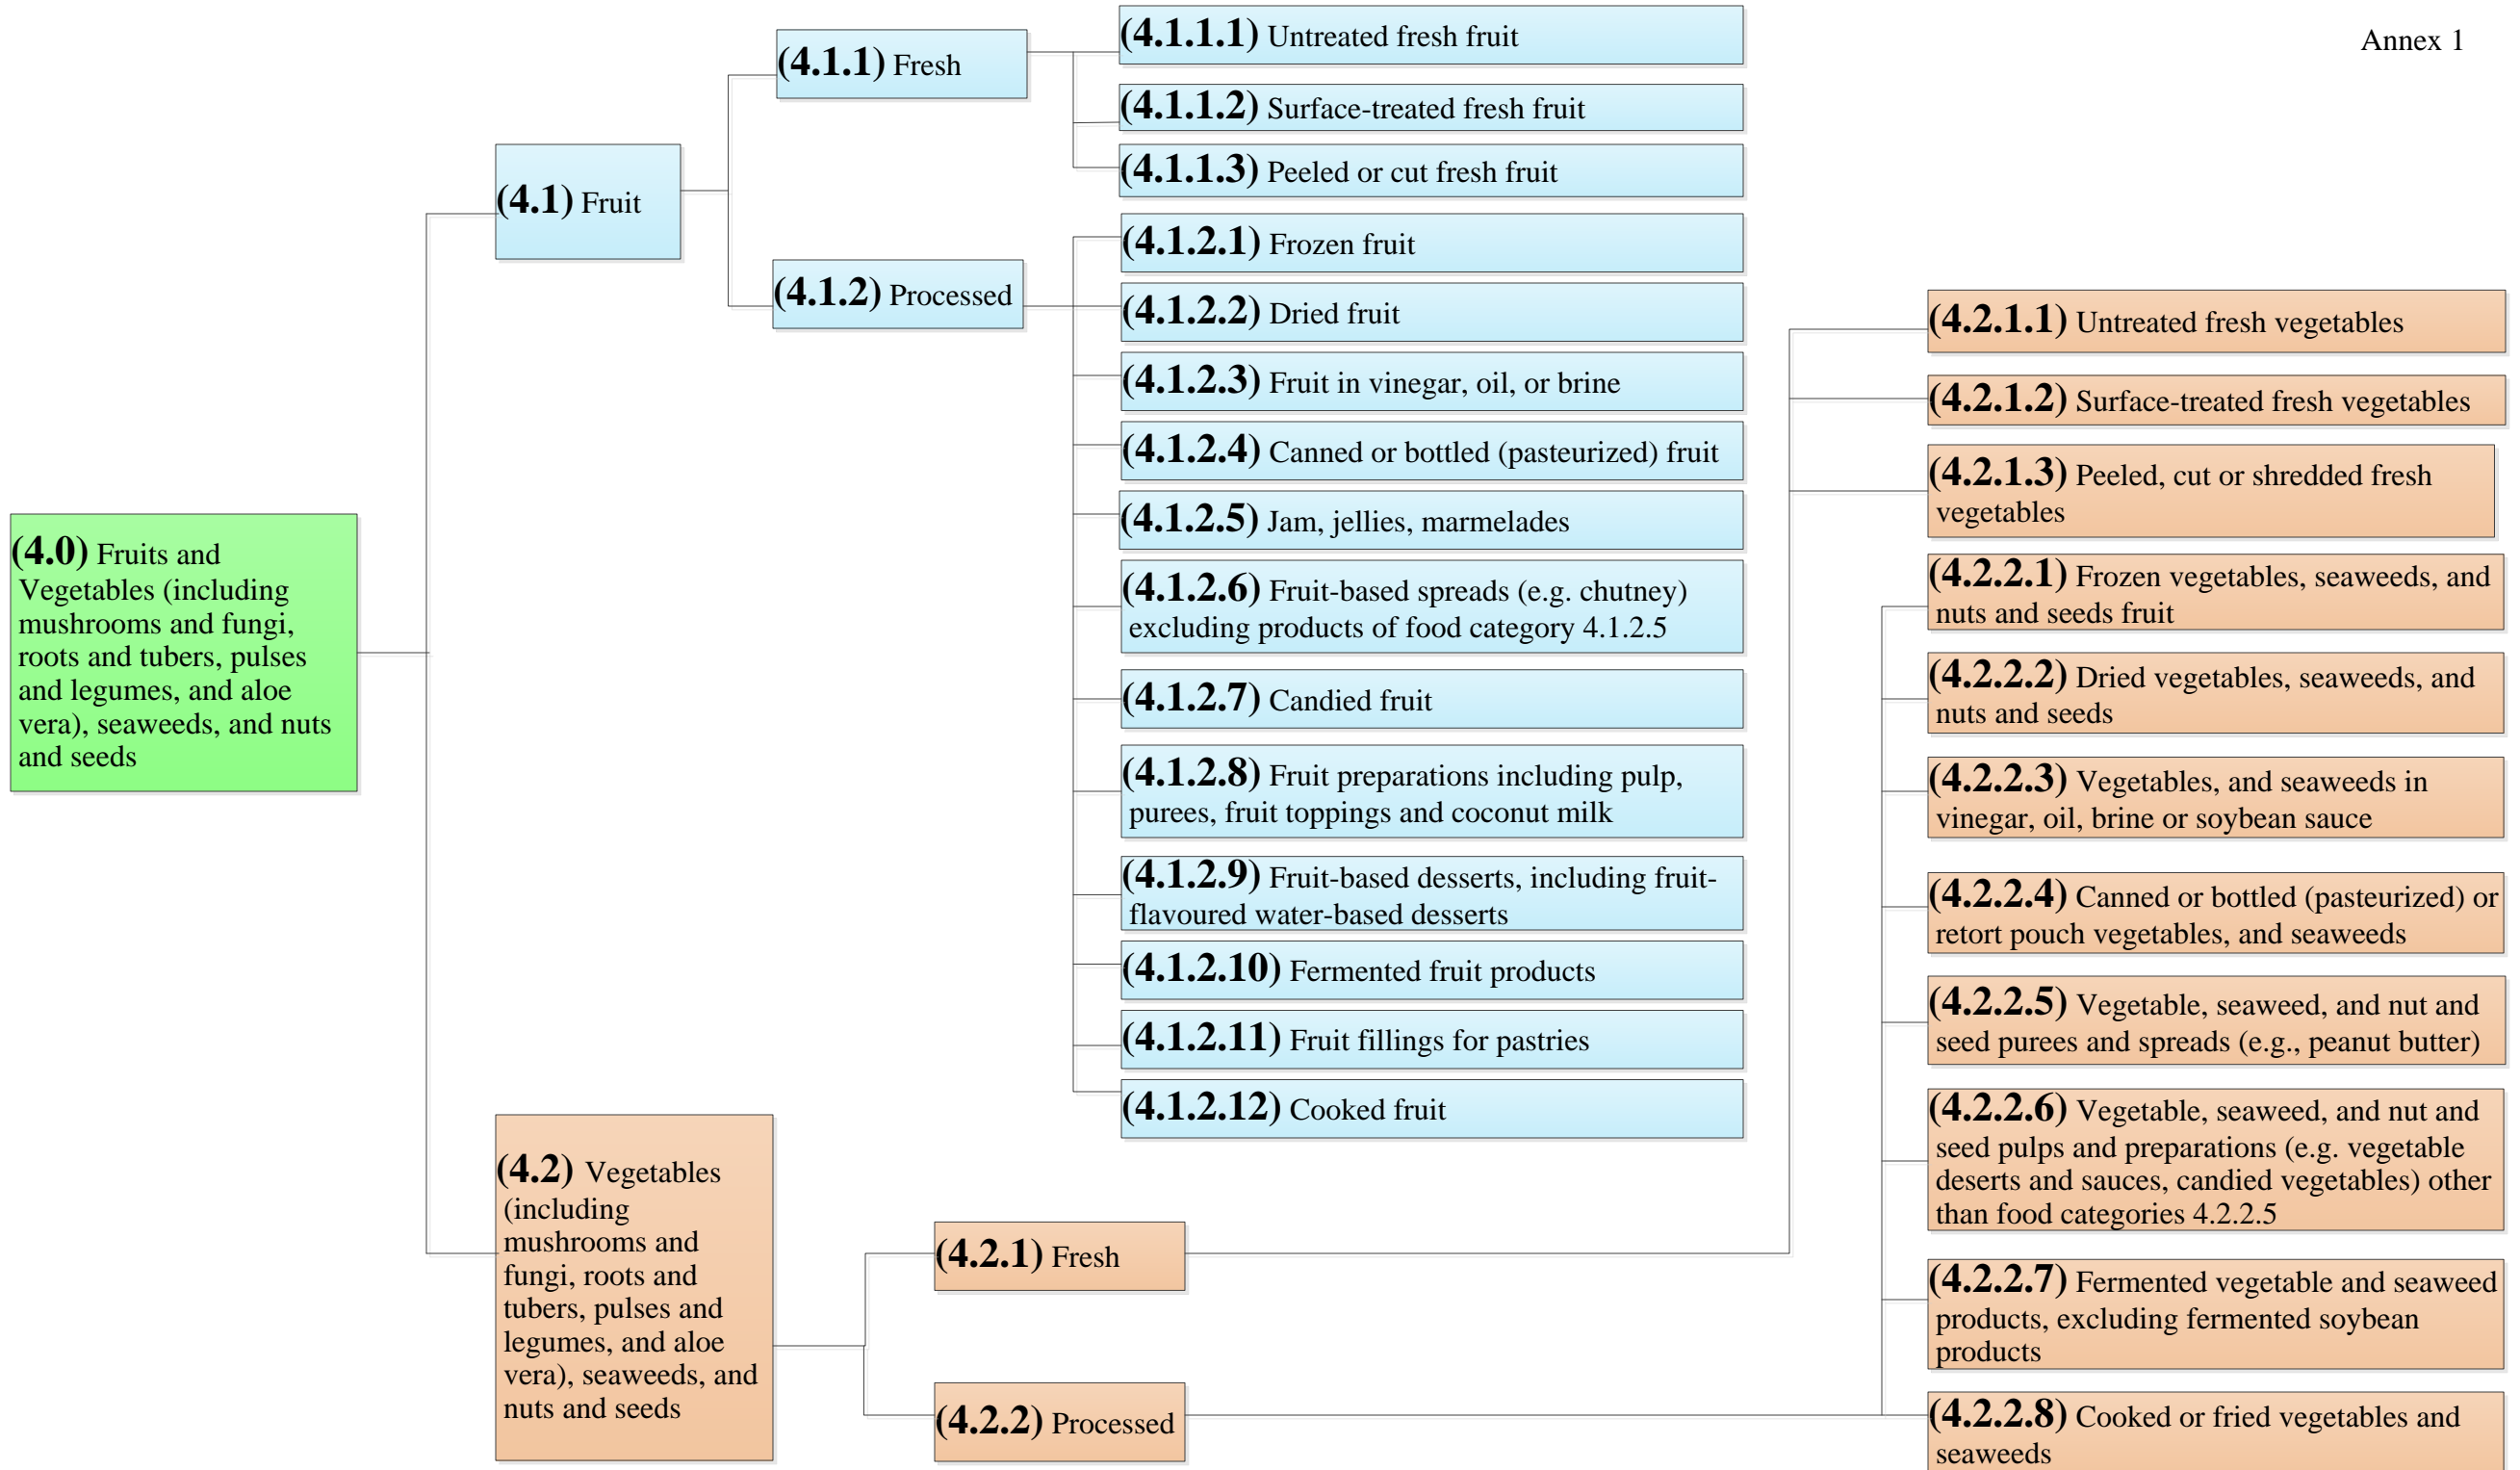 Annex 1
(4.0) Fruits and
Vegetables (including
mushrooms and fungi,
roots and tubers, pulses
and legumes, and aloe
vera), seaweeds, and nuts
and seeds
(4.1) Fruit
(4.1.1) Fresh
(4.1.1.1) Untreated fresh fruit
(4.1.1.2) Surface-treated fresh fruit
(4.1.1.3) Peeled or cut fresh fruit
(4.1.2) Processed
(4.1.2.1) Frozen fruit
(4.1.2.2) Dried fruit
(4.1.2.3) Fruit in vinegar, oil, or brine
(4.1.2.4) Canned or bottled (pasteurized) fruit
(4.1.2.5) Jam, jellies, marmelades
(4.1.2.6) Fruit-based spreads (e.g. chutney)
excluding products of food category 4.1.2.5
(4.1.2.7) Candied fruit
(4.1.2.8) Fruit preparations including pulp,
purees, fruit toppings and coconut milk
(4.1.2.9) Fruit-based desserts, including fruit-
flavoured water-based desserts
(4.1.2.10) Fermented fruit products
(4.1.2.11) Fruit fillings for pastries
(4.1.2.12) Cooked fruit
(4.2) Vegetables
(including
mushrooms and
fungi, roots and
tubers, pulses and
legumes, and aloe
vera), seaweeds, and
nuts and seeds
(4.2.1) Fresh
(4.2.1.1) Untreated fresh vegetables
(4.2.1.2) Surface-treated fresh vegetables
(4.2.1.3) Peeled, cut or shredded fresh
vegetables
(4.2.2) Processed
(4.2.2.1) Frozen vegetables, seaweeds, and
nuts and seeds fruit
(4.2.2.2) Dried vegetables, seaweeds, and
nuts and seeds
(4.2.2.3) Vegetables, and seaweeds in
vinegar, oil, brine or soybean sauce
(4.2.2.4) Canned or bottled (pasteurized) or
retort pouch vegetables, and seaweeds
(4.2.2.5) Vegetable, seaweed, and nut and
seed purees and spreads (e.g., peanut butter)
(4.2.2.6) Vegetable, seaweed, and nut and
seed pulps and preparations (e.g. vegetable
deserts and sauces, candied vegetables) other
than food categories 4.2.2.5
(4.2.2.7) Fermented vegetable and seaweed
products, excluding fermented soybean
products
(4.2.2.8) Cooked or fried vegetables and
seaweeds